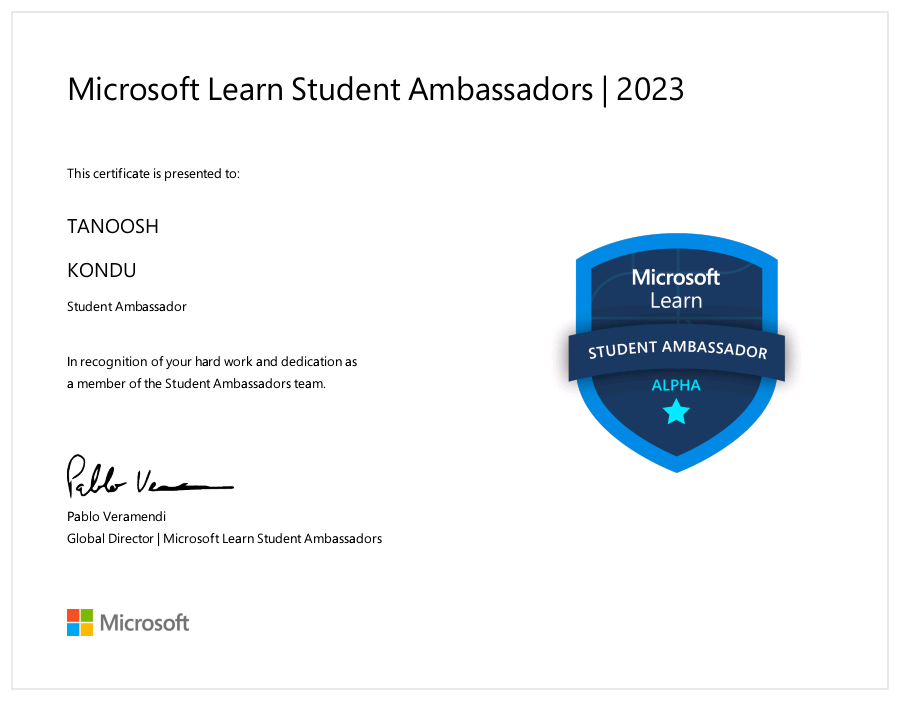 Microsoft Learn Student Ambassadors | 2023
This certificate is presented to:
TANOOSH
KONDU
Student Ambassador
In recognition of your hard work and dedication as
a member of the Student Ambassadors team.
Microsoft
Learn
STUDENT AMBASSADOR
ALPHA
Pablo Veramendi
Global Director | Microsoft Learn Student Ambassadors
Microsoft